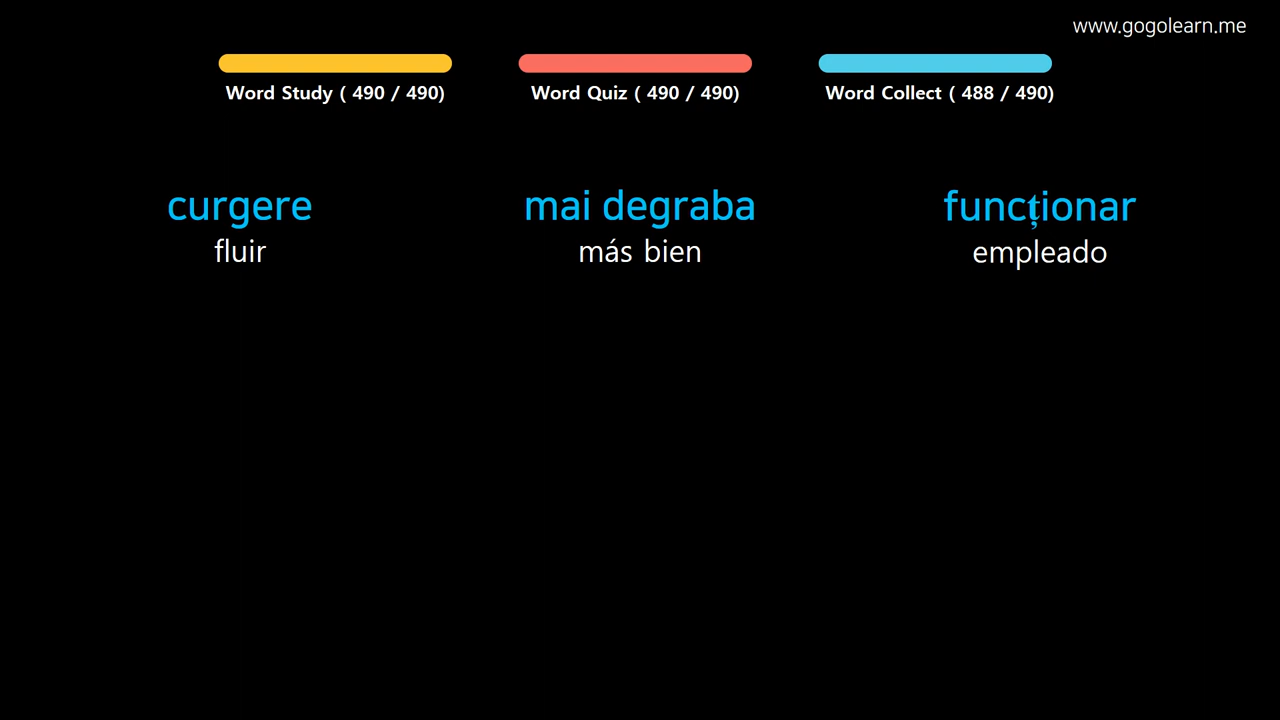 www.gogolearn.me
Word Study ( 490 / 490)
Word Quiz ( 490 / 490)
Word Collect ( 488 / 490)
curgere
fluir
mai degraba
más bien
funcționar
empleado